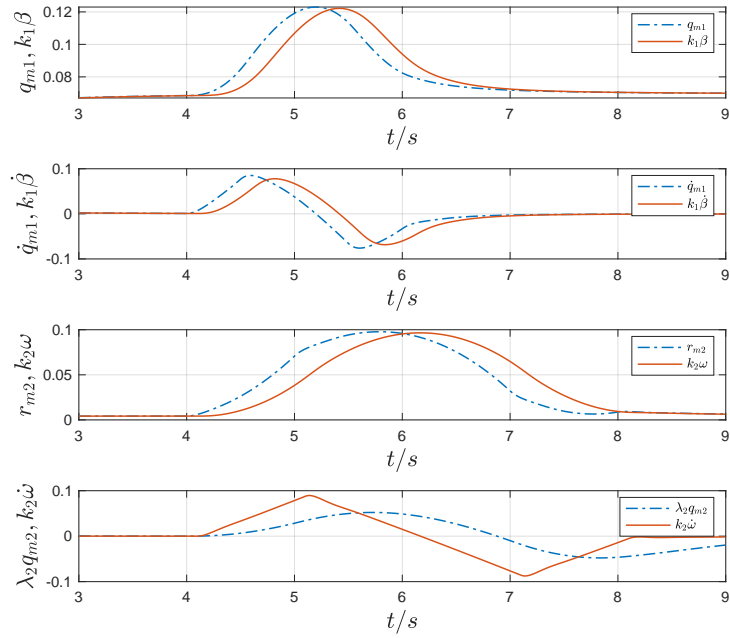 q_{m1}, k_1β
0.12
0.1
0.08
q_{m1}
k_1β
3 4 5 6 7 8 9
t/s
q̇_{m1}, k_1β̇
0.1
0
-0.1
q̇_{m1}
k_1β̇
3 4 5 6 7 8 9
t/s
r_{m2}, k_2ω
0.1
0.05
0
r_{m2}
k_2ω
3 4 5 6 7 8 9
t/s
λ_2q_{m2}, k_2ω̇
0.1
0
-0.1
λ_2q_{m2}
k_2ω̇
3 4 5 6 7 8 9
t/s